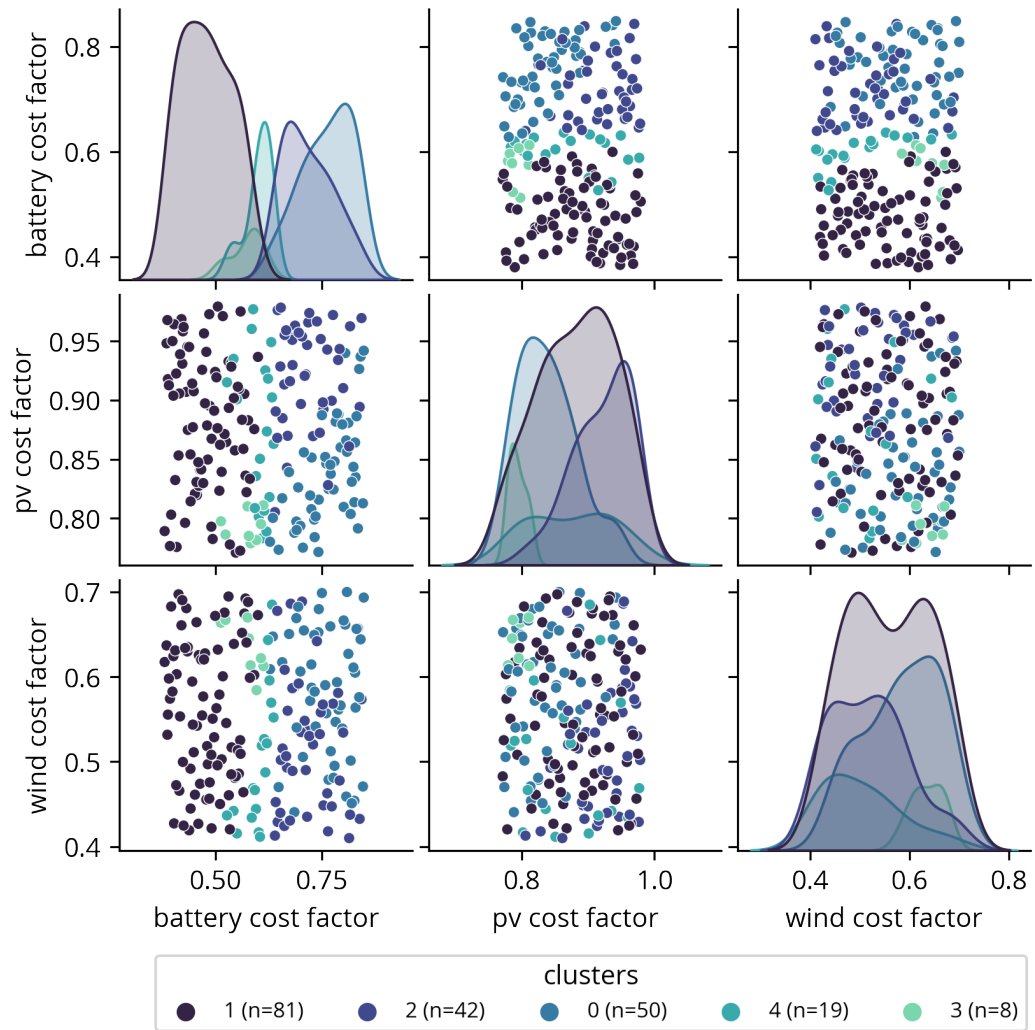 battery cost factor
0.8
0.6
0.4
pv cost factor
0.95
0.90
0.85
0.80
wind cost factor
0.7
0.6
0.5
0.4
0.50 0.75
0.8 1.0
0.4 0.6 0.8
battery cost factor
pv cost factor
wind cost factor
clusters
1 (n=81) 2 (n=42) 0 (n=50) 4 (n=19) 3 (n=8)